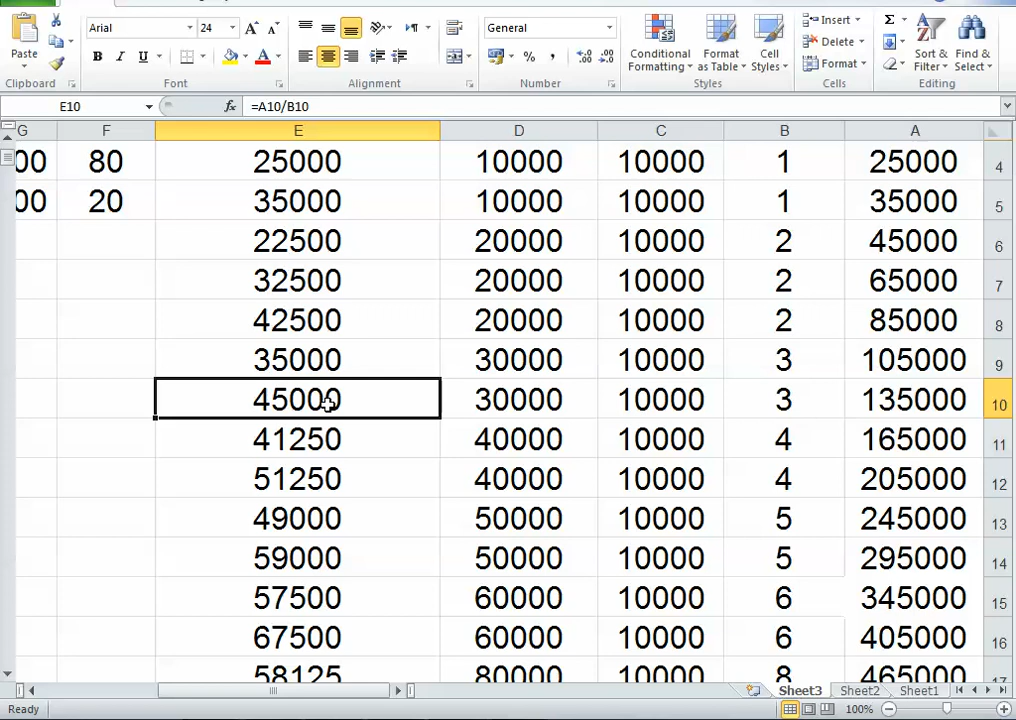 Arial 24 General
Paste
B I U
Conditional Formatting
Format as Table
Cell Styles
Insert
Delete
Format
Sort & Filter
Find & Select
Clipboard Font Alignment Number Styles Cells Editing
E10 fx =A10/B10
G F E D C B A
00 80 25000 10000 10000 1 25000 4
00 20 35000 10000 10000 1 35000 5
22500 20000 10000 2 45000 6
32500 20000 10000 2 65000 7
42500 20000 10000 2 85000 8
35000 30000 10000 3 105000 9
45000 30000 10000 3 135000 10
41250 40000 10000 4 165000 11
51250 40000 10000 4 205000 12
49000 50000 10000 5 245000 13
59000 50000 10000 5 295000 14
57500 60000 10000 6 345000 15
67500 60000 10000 6 405000 16
58125 80000 10000 8 465000 17
Sheet3 Sheet2 Sheet1
Ready 100%